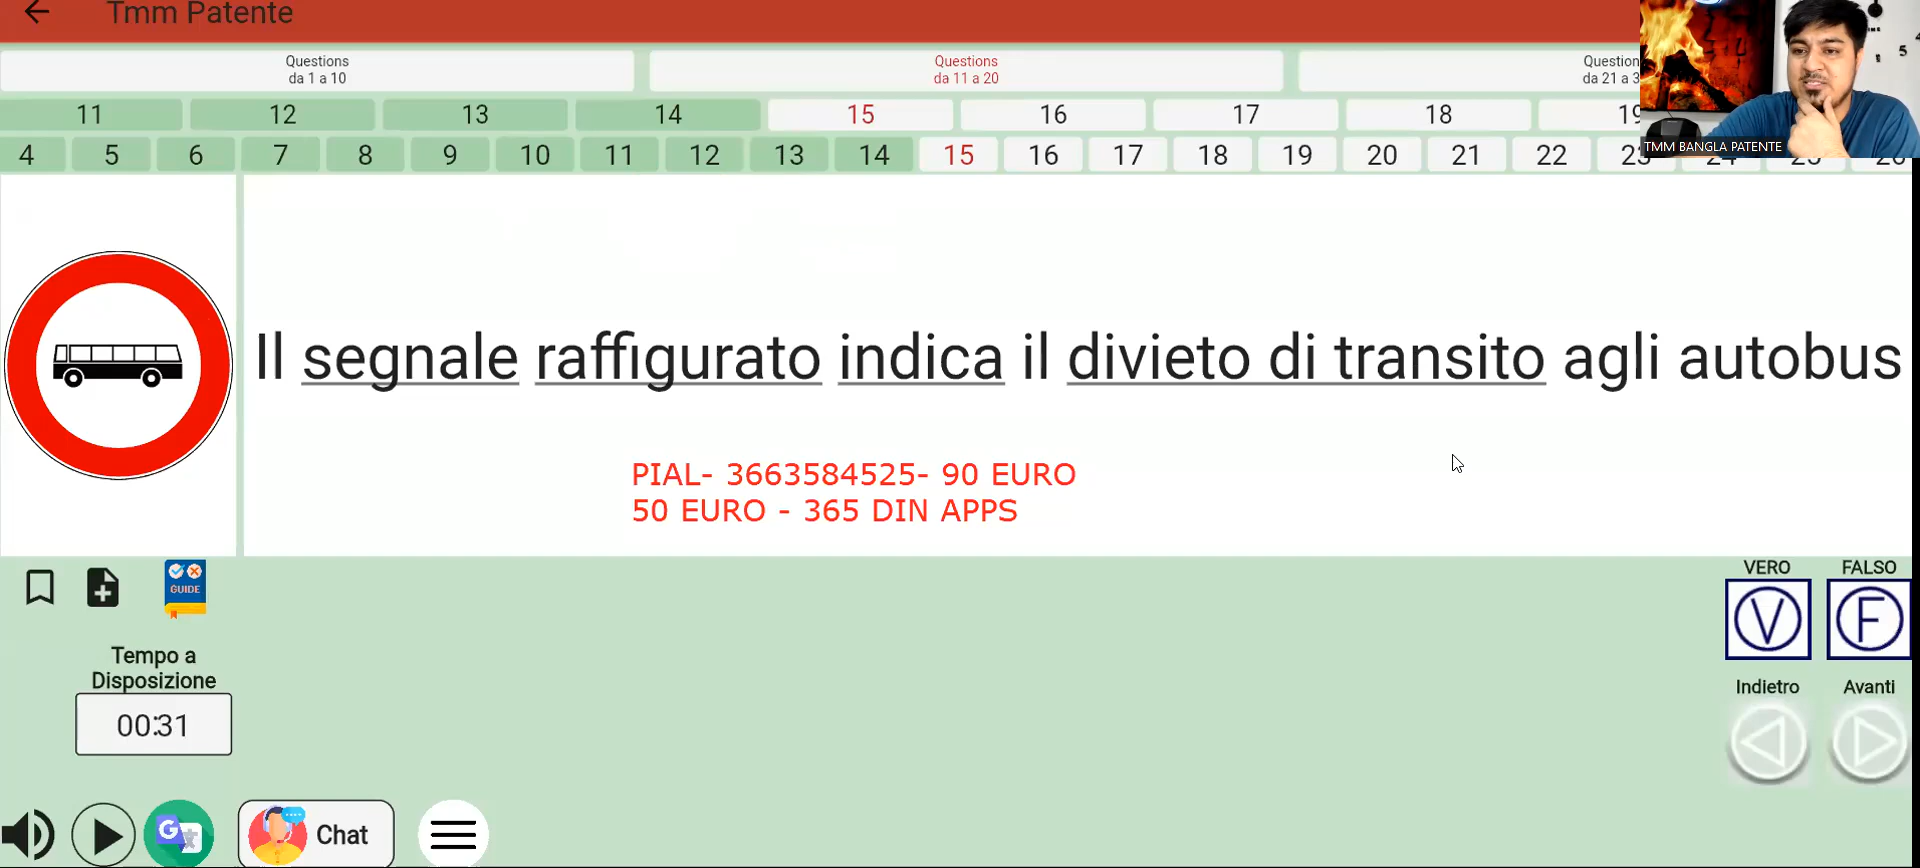 Tmm Patente
Questions
da 1 a 10
Questions
da 11 a 20
da 21 a 3
11 12 13 14 15 16 17 18
4 5 6 7 8 9 10 11 12 13 14 15 16 17 18 19 20 21 22
TMM BANGLA PATENTE
Il segnale raffigurato indica il divieto di transito agli autobus
PIAL- 3663584525- 90 EURO
50 EURO - 365 DIN APPS
GUIDE
VERO FALSO
V F
Tempo a
Disposizione
00:31
Indietro Avanti
Chat